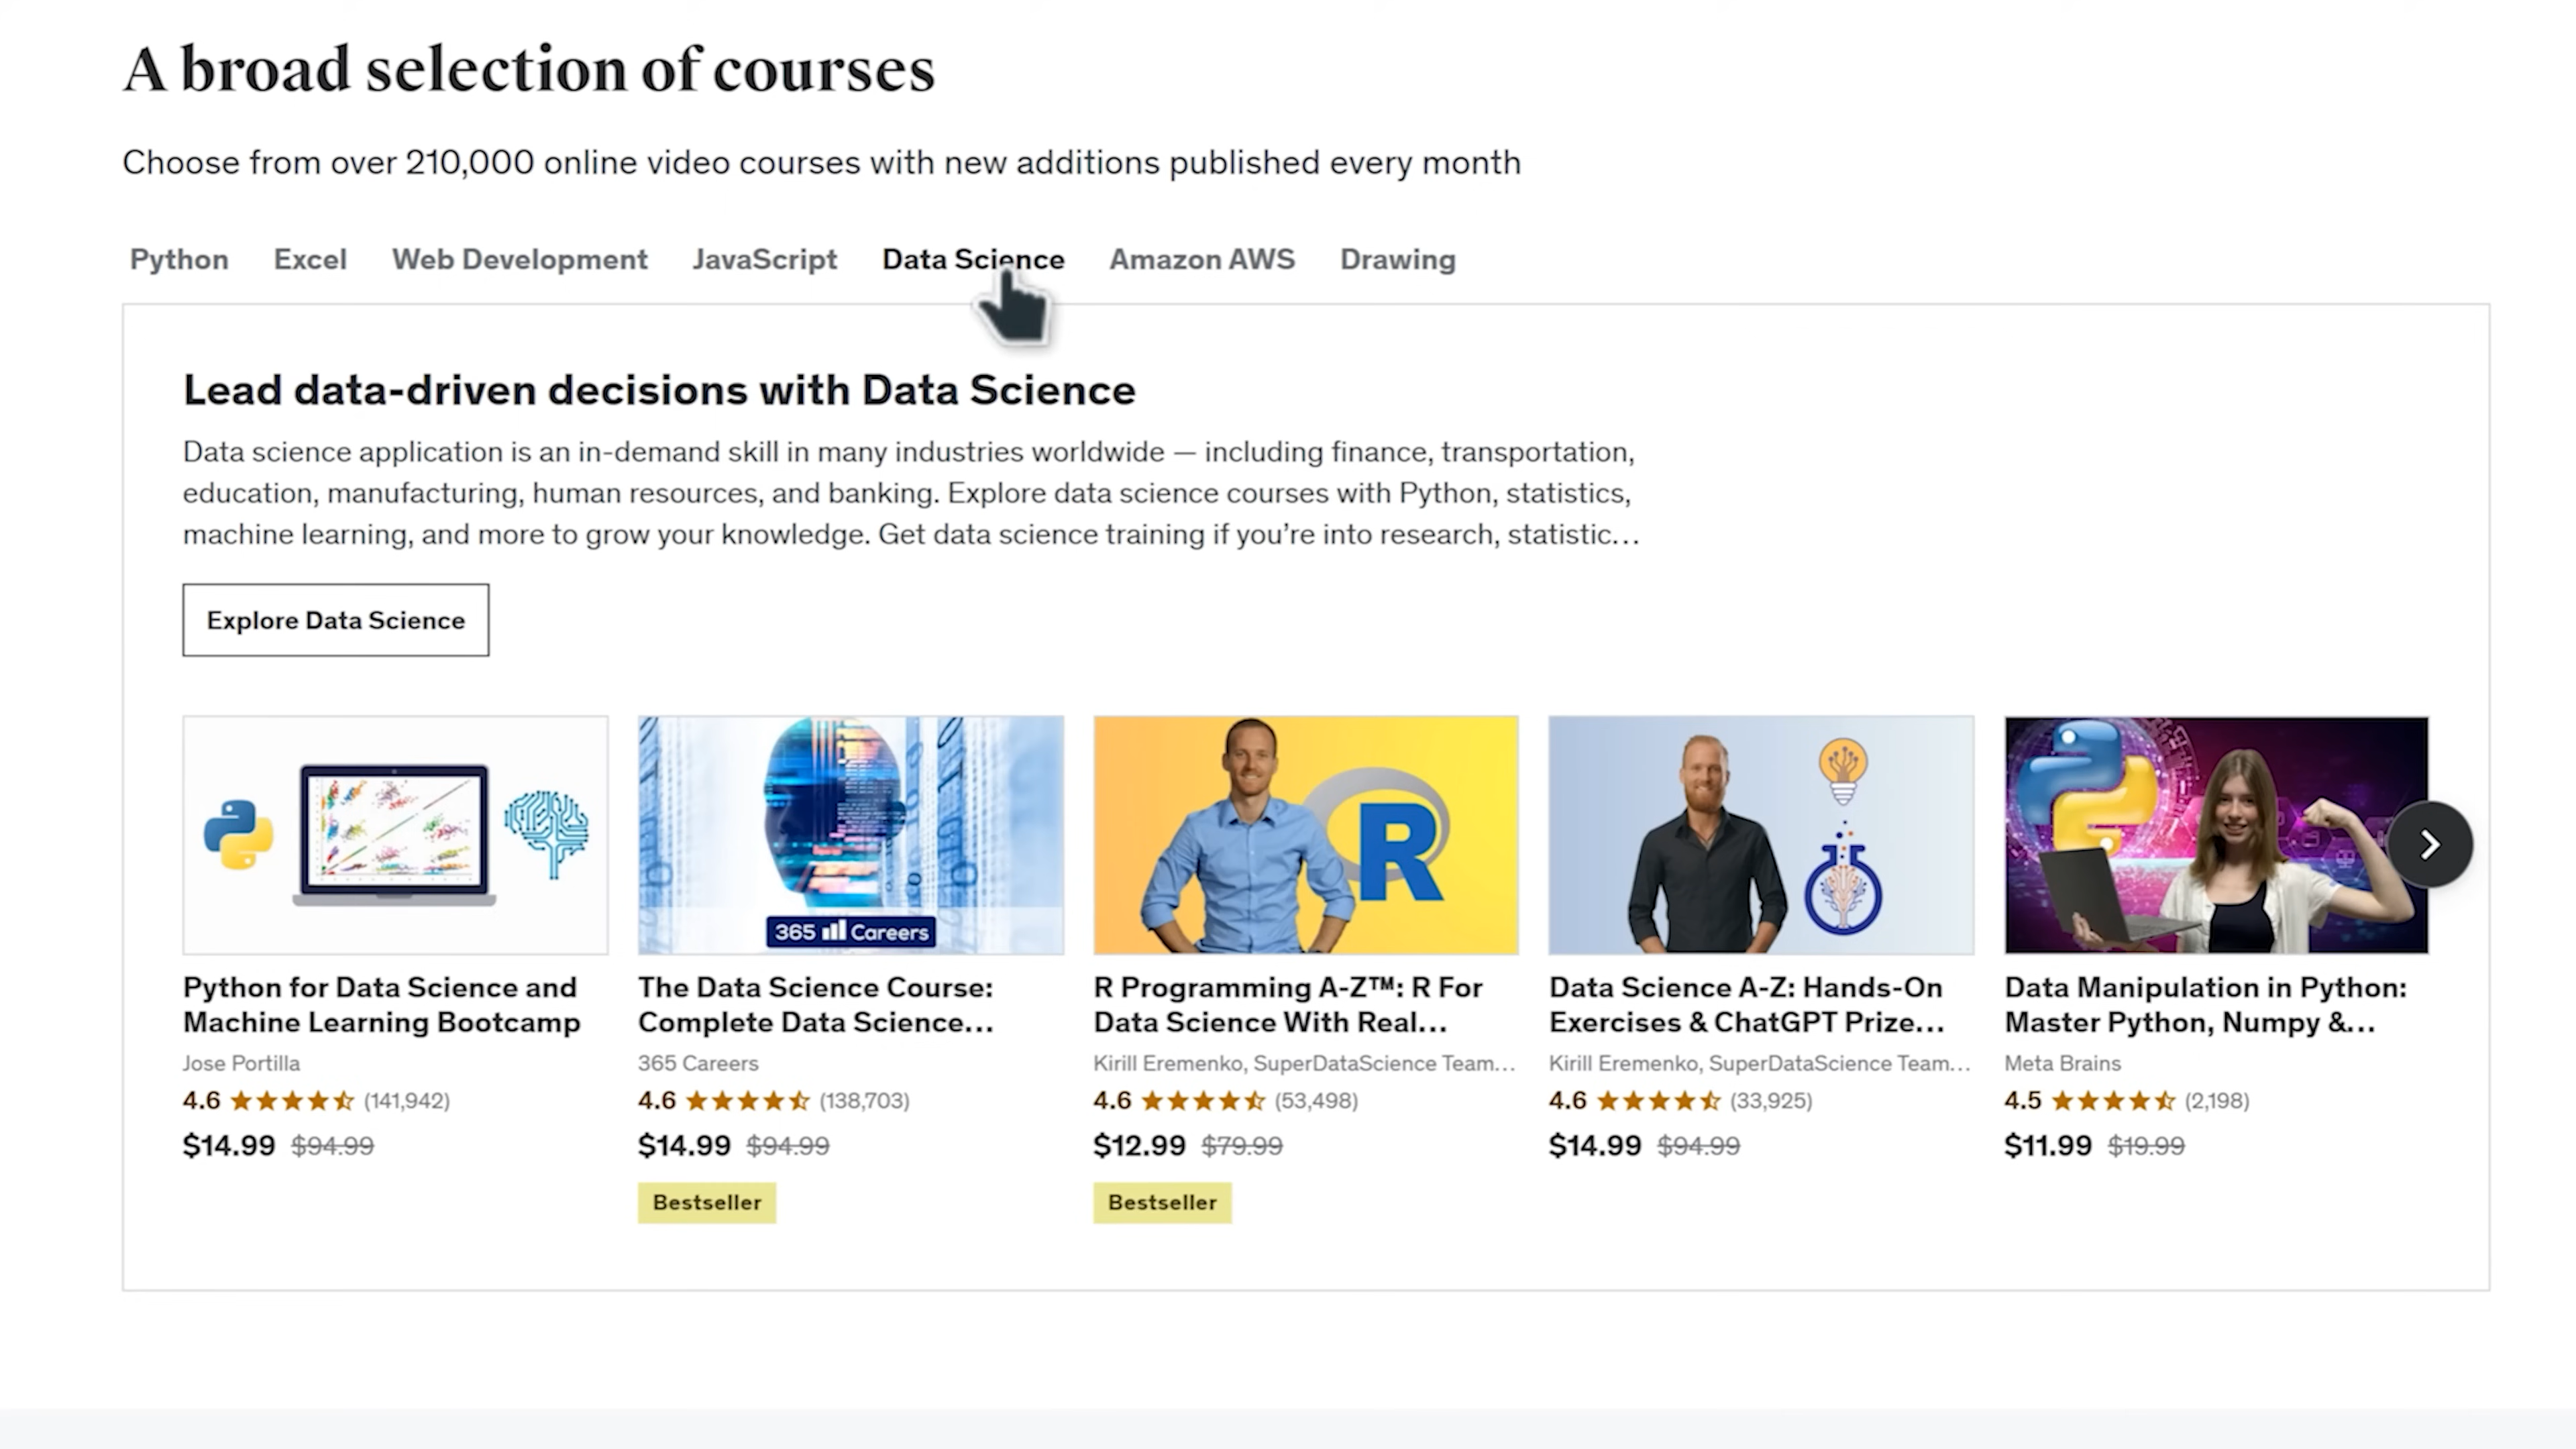 A broad selection of courses
Choose from over 210,000 online video courses with new additions published every month
Python Excel Web Development JavaScript Data Science Amazon AWS Drawing
Lead data-driven decisions with Data Science
Data science application is an in-demand skill in many industries worldwide — including finance, transportation,
education, manufacturing, human resources, and banking. Explore data science courses with Python, statistics,
machine learning, and more to grow your knowledge. Get data science training if you’re into research, statistic…
Explore Data Science
365 Careers
R
Python for Data Science and
Machine Learning Bootcamp
Jose Portilla
4.6 (141,942)
$14.99 $94.99
The Data Science Course:
Complete Data Science…
365 Careers
4.6 (138,703)
$14.99 $94.99
Bestseller
R Programming A-Z™: R For
Data Science With Real…
Kirill Eremenko, SuperDataScience Team…
4.6 (53,498)
$12.99 $79.99
Bestseller
Data Science A-Z: Hands-On
Exercises & ChatGPT Prize…
Kirill Eremenko, SuperDataScience Team…
4.6 (33,925)
$14.99 $94.99
Data Manipulation in Python:
Master Python, Numpy &…
Meta Brains
4.5 (2,198)
$11.99 $19.99